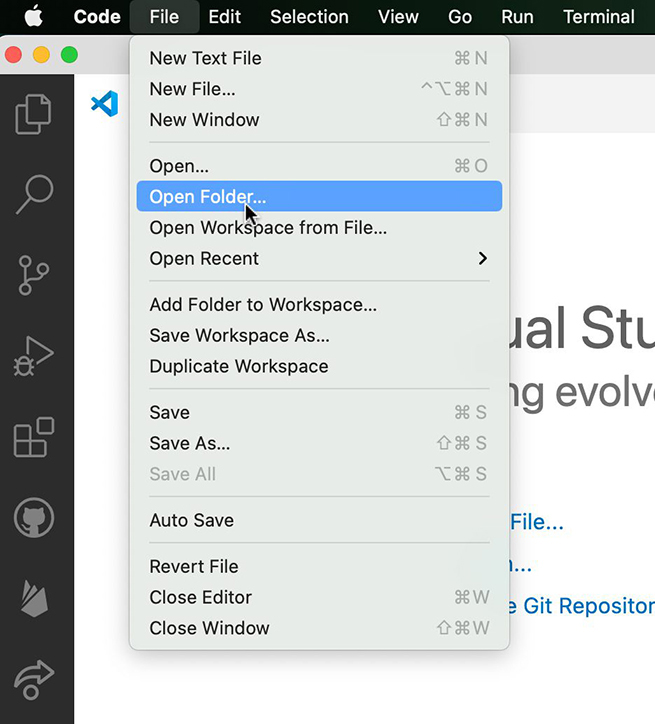 Code File Edit Selection View Go Run Terminal
New Text File ⌘ N
New File... ^⌥⌘ N
New Window ⇧⌘ N
Open... ⌘ O
Open Folder...
Open Workspace from File...
Open Recent
Add Folder to Workspace...
Save Workspace As...
Duplicate Workspace
ual Stu
Save ⌘ S
ng evolv
Save As... ⇧⌘ S
Save All ⌥⌘ S
Auto Save
File...
Revert File
Close Editor ⌘W
e Git Repositor
Close Window ⇧⌘W